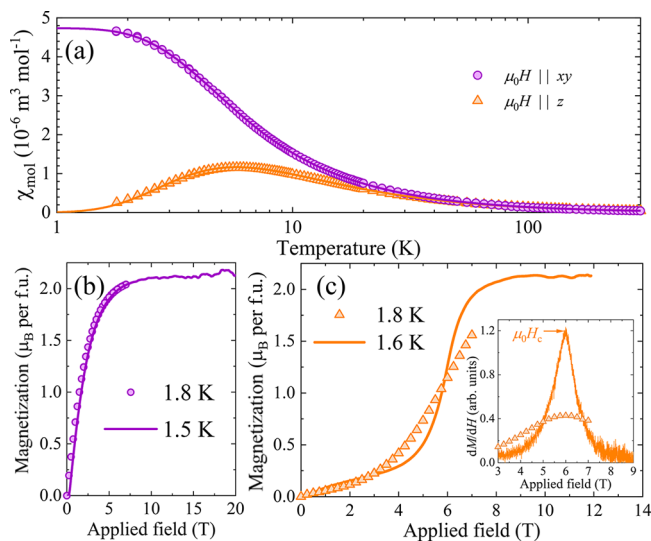 (a)
χmol (10⁻⁶ m³ mol⁻¹)
5
4
3
2
1
0
μ₀H || xy
μ₀H || z
1
10
100
Temperature (K)
(b)
Magnetization (μB per f.u.)
2.0
1.5
1.0
0.5
0.0
1.8 K
1.5 K
0 5 10 15 20
Applied field (T)
(c)
Magnetization (μB per f.u.)
2.0
1.5
1.0
0.5
0.0
1.8 K
1.6 K
0 2 4 6 8 10 12 14
Applied field (T)
μ₀Hc
dM/dH (arb. units)
1.2
0.8
0.4
0.0
3 4 5 6 7 8 9
Applied field (T)